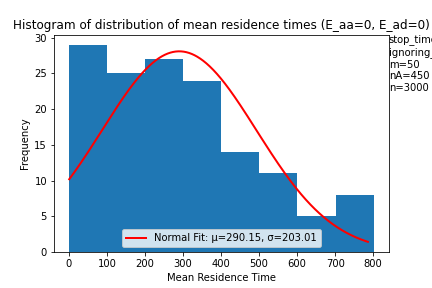 Histogram of distribution of mean residence times (E_aa=0, E_ad=0)
stop_time
ignoring_
m=50
nA=450
n=3000
Frequency
30
25
20
15
10
5
0
Normal Fit: μ=290.15, σ=203.01
0 100 200 300 400 500 600 700 800
Mean Residence Time